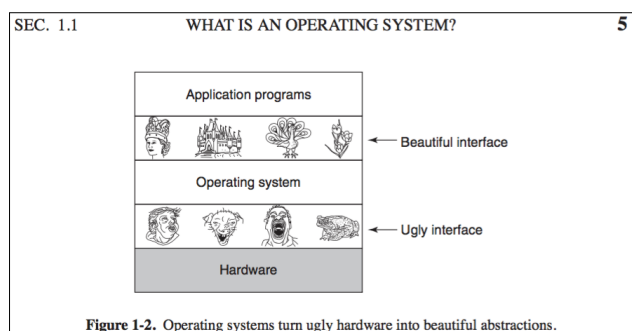 SEC. 1.1 WHAT IS AN OPERATING SYSTEM? 5
Application programs
Beautiful interface
Operating system
Ugly interface
Hardware
Figure 1-2. Operating systems turn ugly hardware into beautiful abstractions.